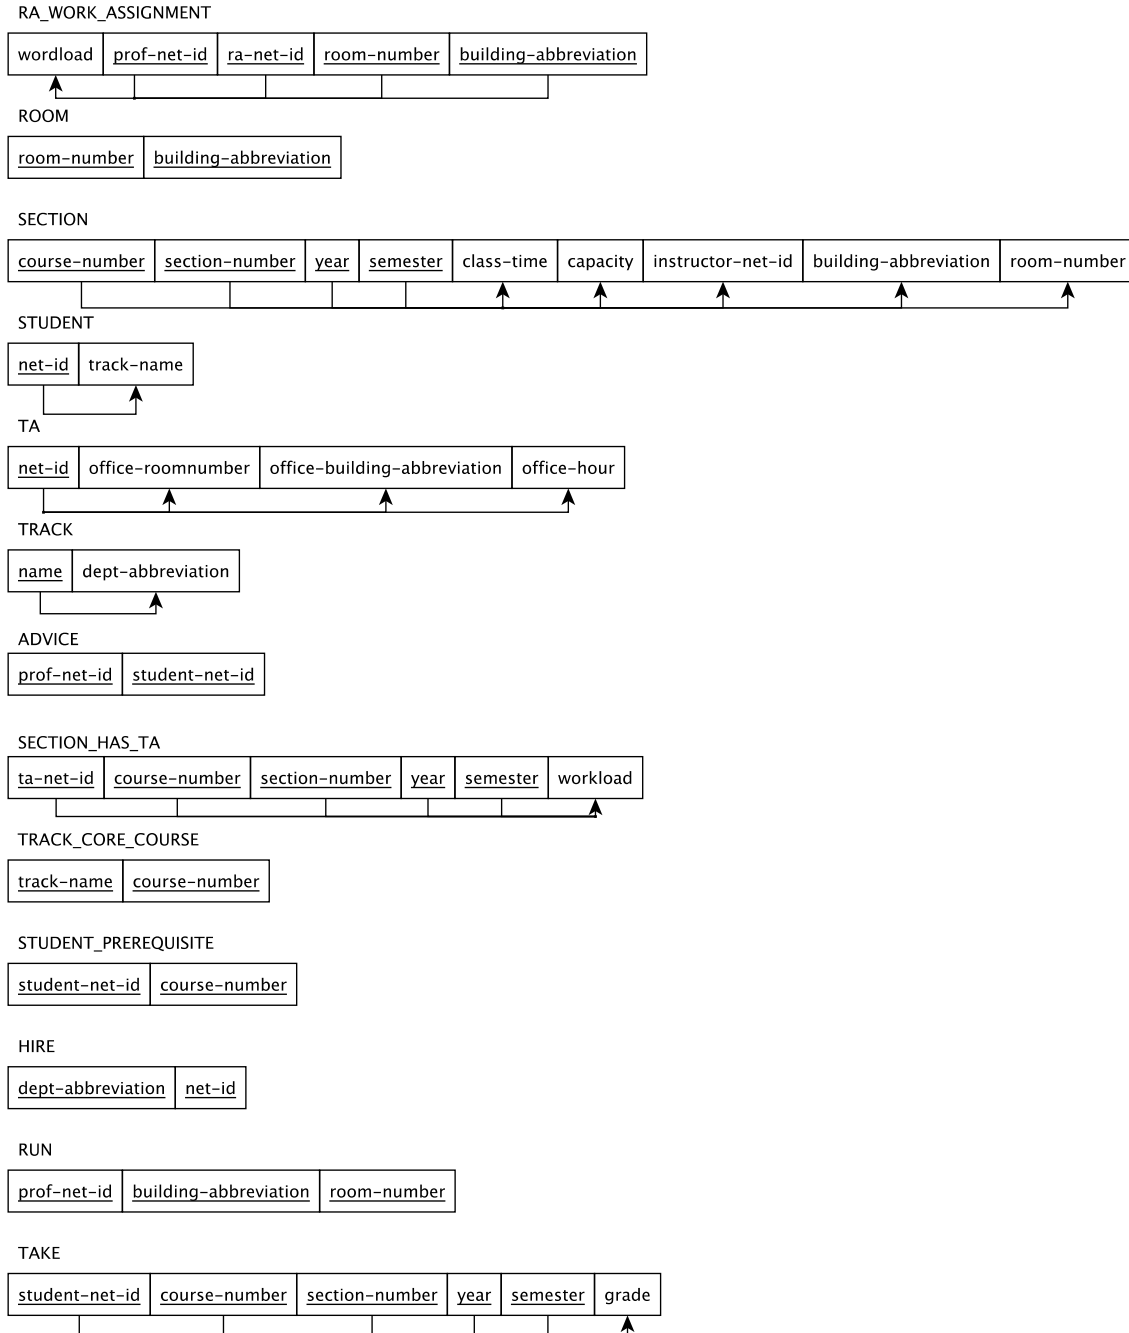 RA_WORK_ASSIGNMENT
wordload prof-net-id ra-net-id room-number building-abbreviation
ROOM
room-number building-abbreviation
SECTION
course-number section-number year semester class-time capacity instructor-net-id building-abbreviation room-number
STUDENT
net-id track-name
TA
net-id office-roomnumber office-building-abbreviation office-hour
TRACK
name dept-abbreviation
ADVICE
prof-net-id student-net-id
SECTION_HAS_TA
ta-net-id course-number section-number year semester workload
TRACK_CORE_COURSE
track-name course-number
STUDENT_PREREQUISITE
student-net-id course-number
HIRE
dept-abbreviation net-id
RUN
prof-net-id building-abbreviation room-number
TAKE
student-net-id course-number section-number year semester grade